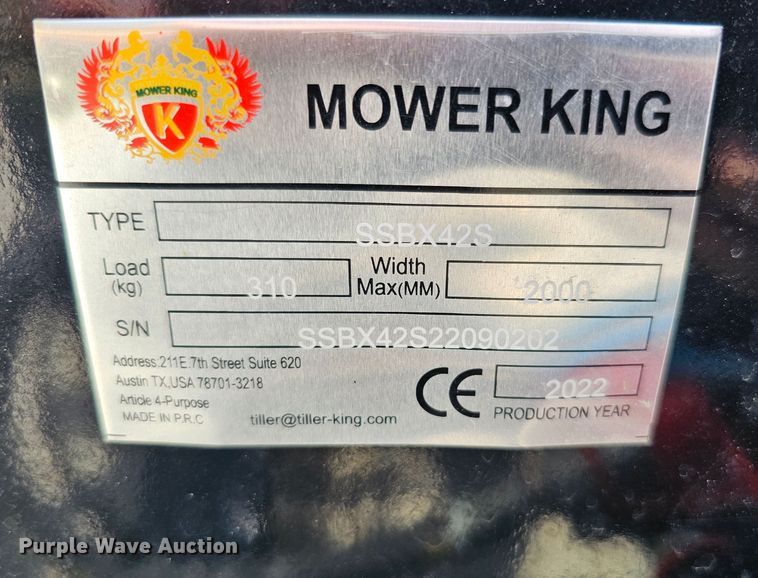 MOWER KING
K
MOWER KING
TYPE SSBX42S
Load (kg) 310 Width Max(MM) 2000
S/N SSBX42S22090202
Address:211E.7th Street Suite 620
Austin TX,USA 78701-3218
Article 4-Purpose
MADE IN P.R.C tiller@tiller-king.com
CE 2022
PRODUCTION YEAR
Purple Wave Auction